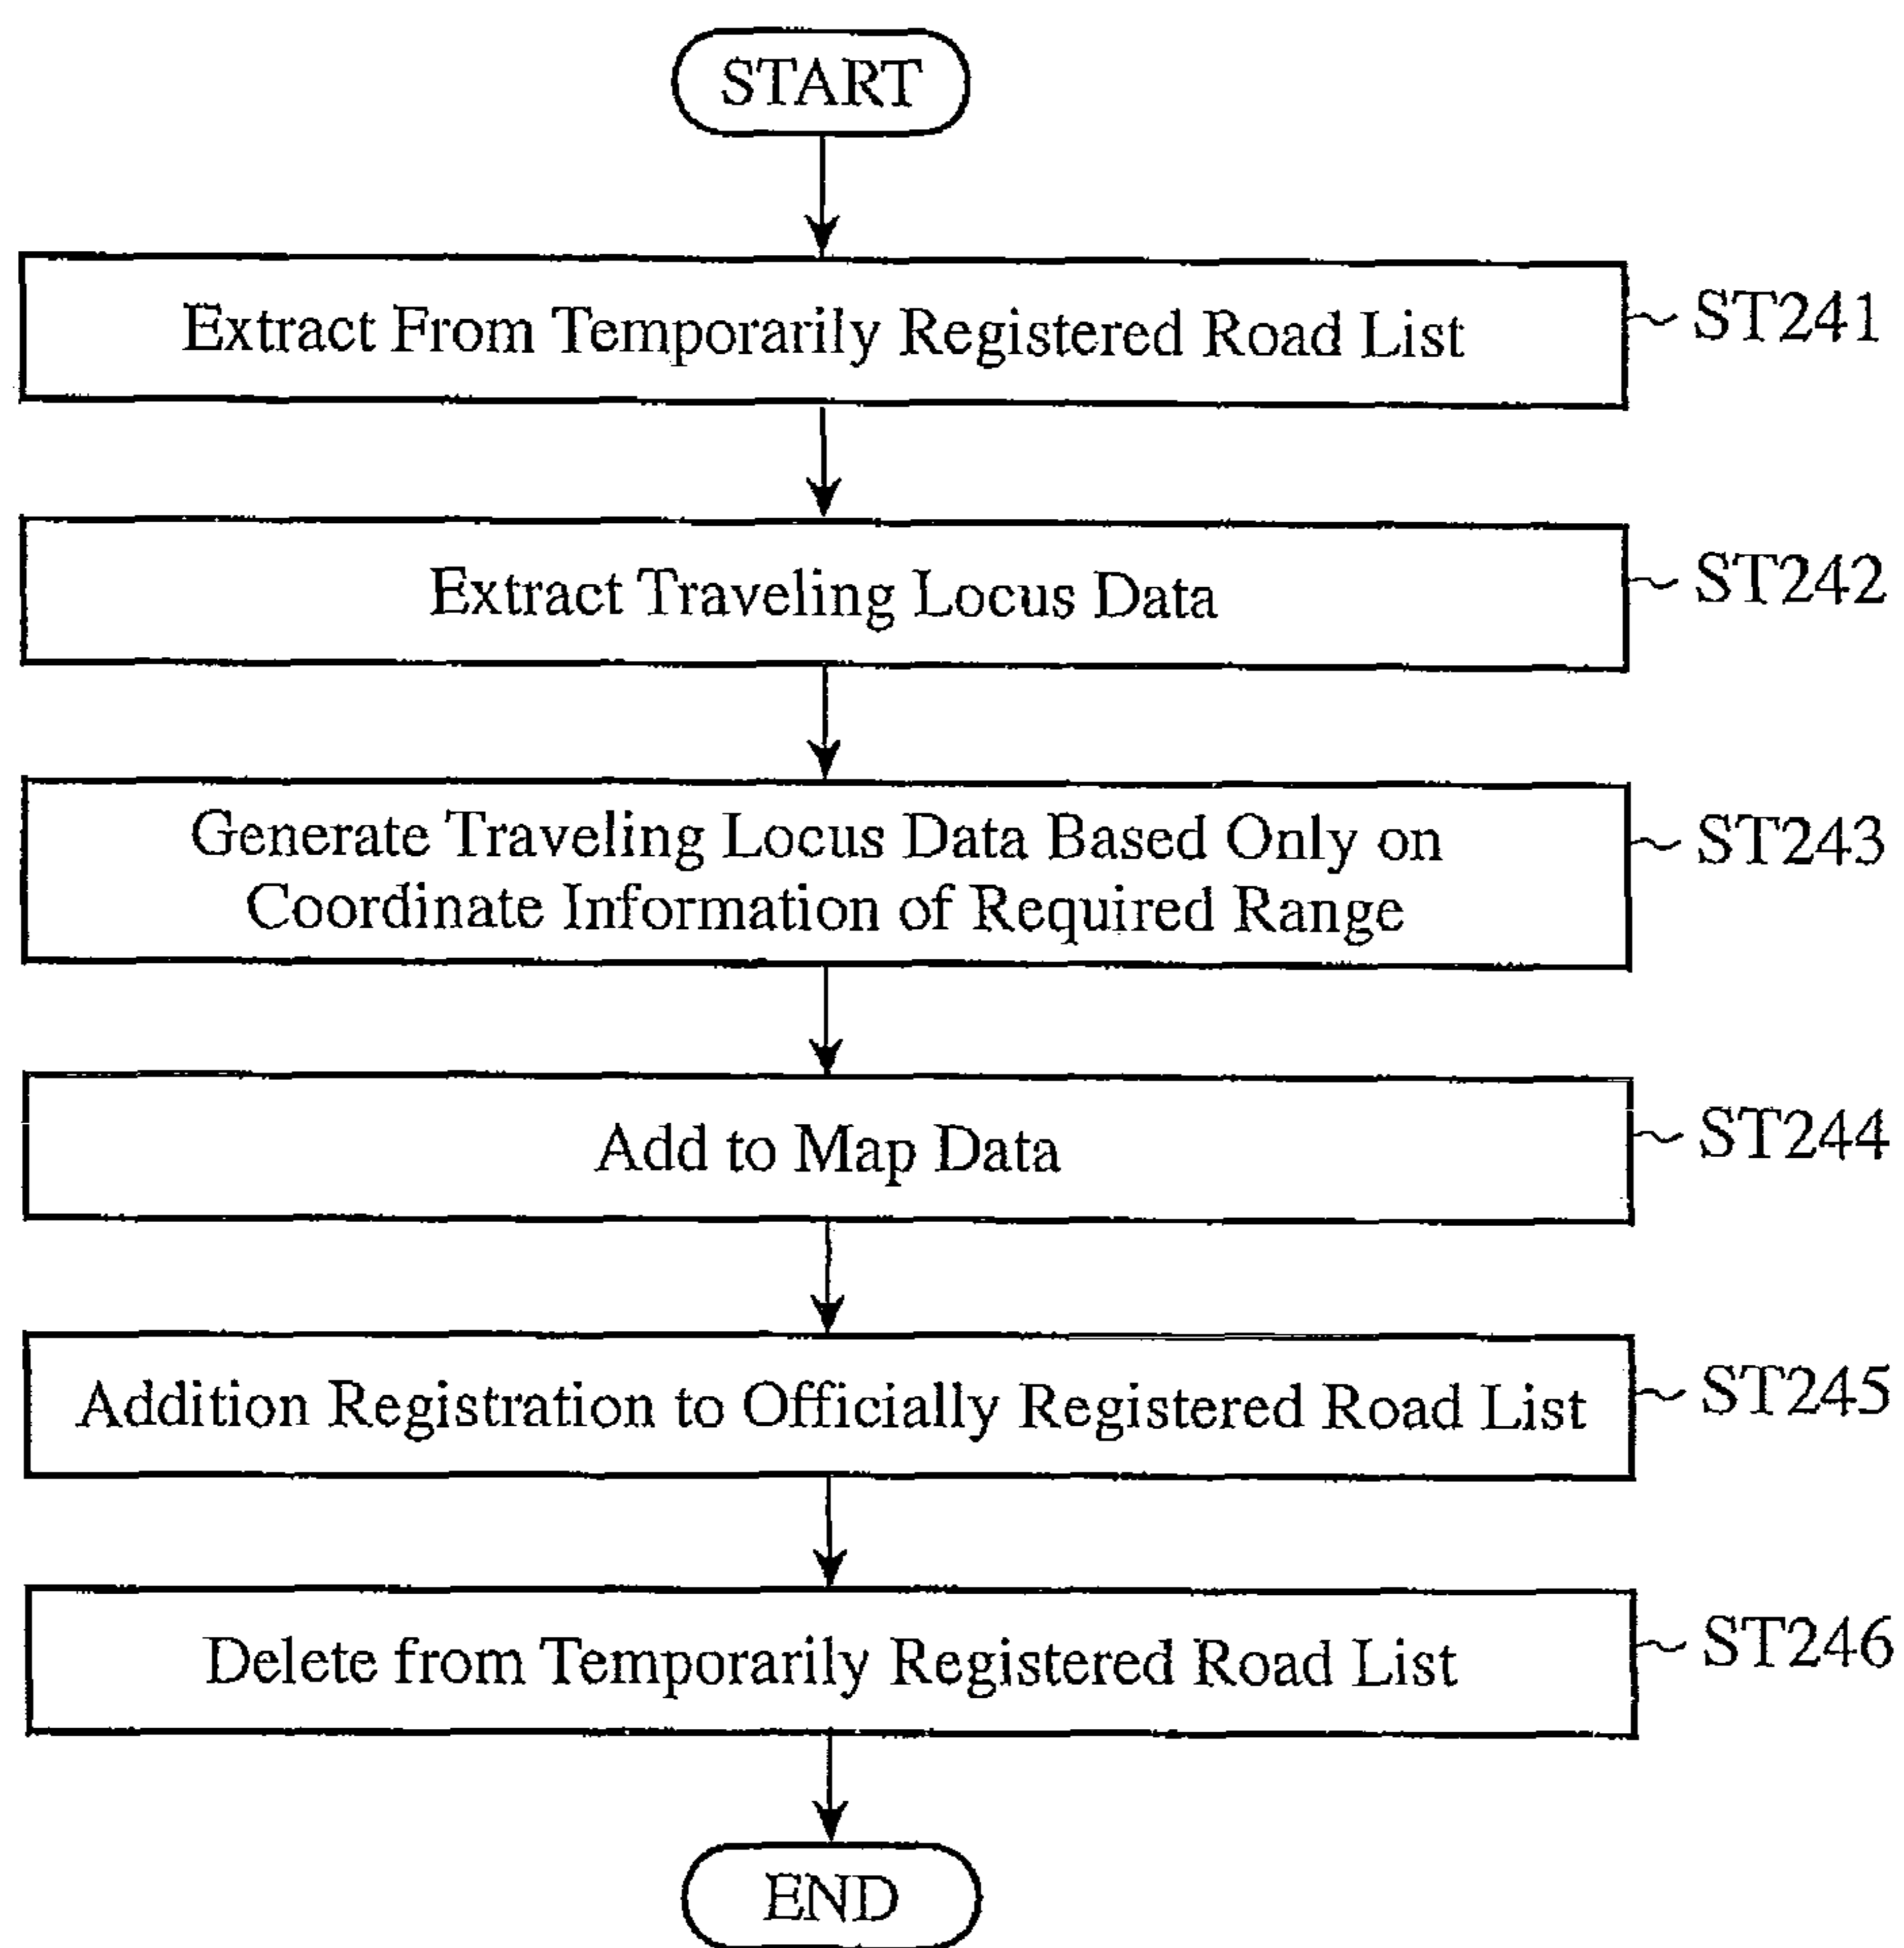 START
Extract From Temporarily Registered Road List
ST241
Extract Traveling Locus Data
ST242
Generate Traveling Locus Data Based Only on
Coordinate Information of Required Range
ST243
Add to Map Data
ST244
Addition Registration to Officially Registered Road List
ST245
Delete from Temporarily Registered Road List
ST246
END